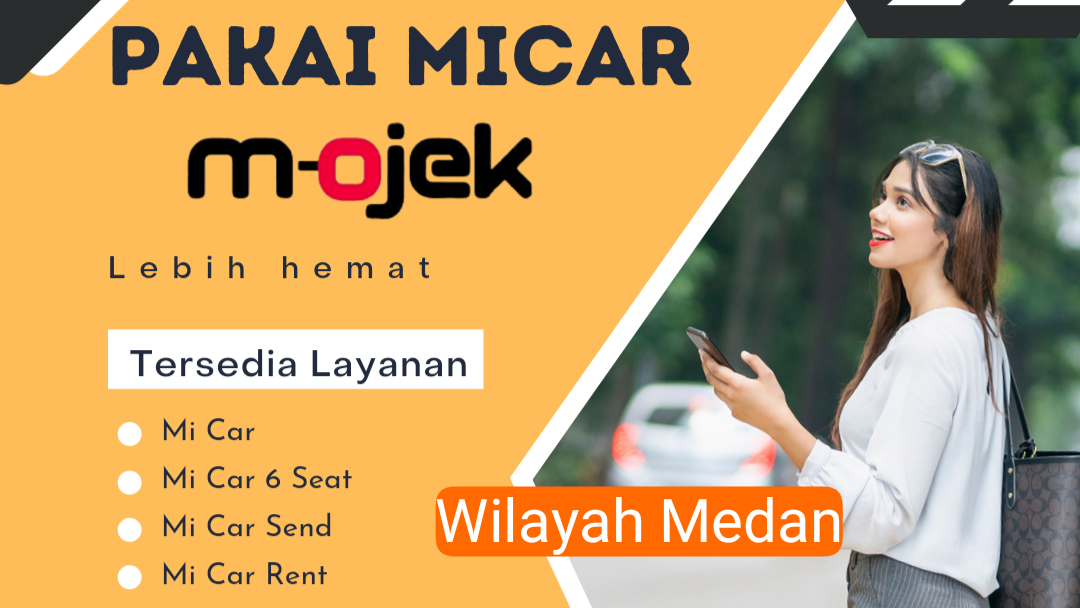 PAKAI MICAR
m-ojek
Lebih hemat
Tersedia Layanan
Mi Car
Mi Car 6 Seat
Mi Car Send
Mi Car Rent
Wilayah Medan